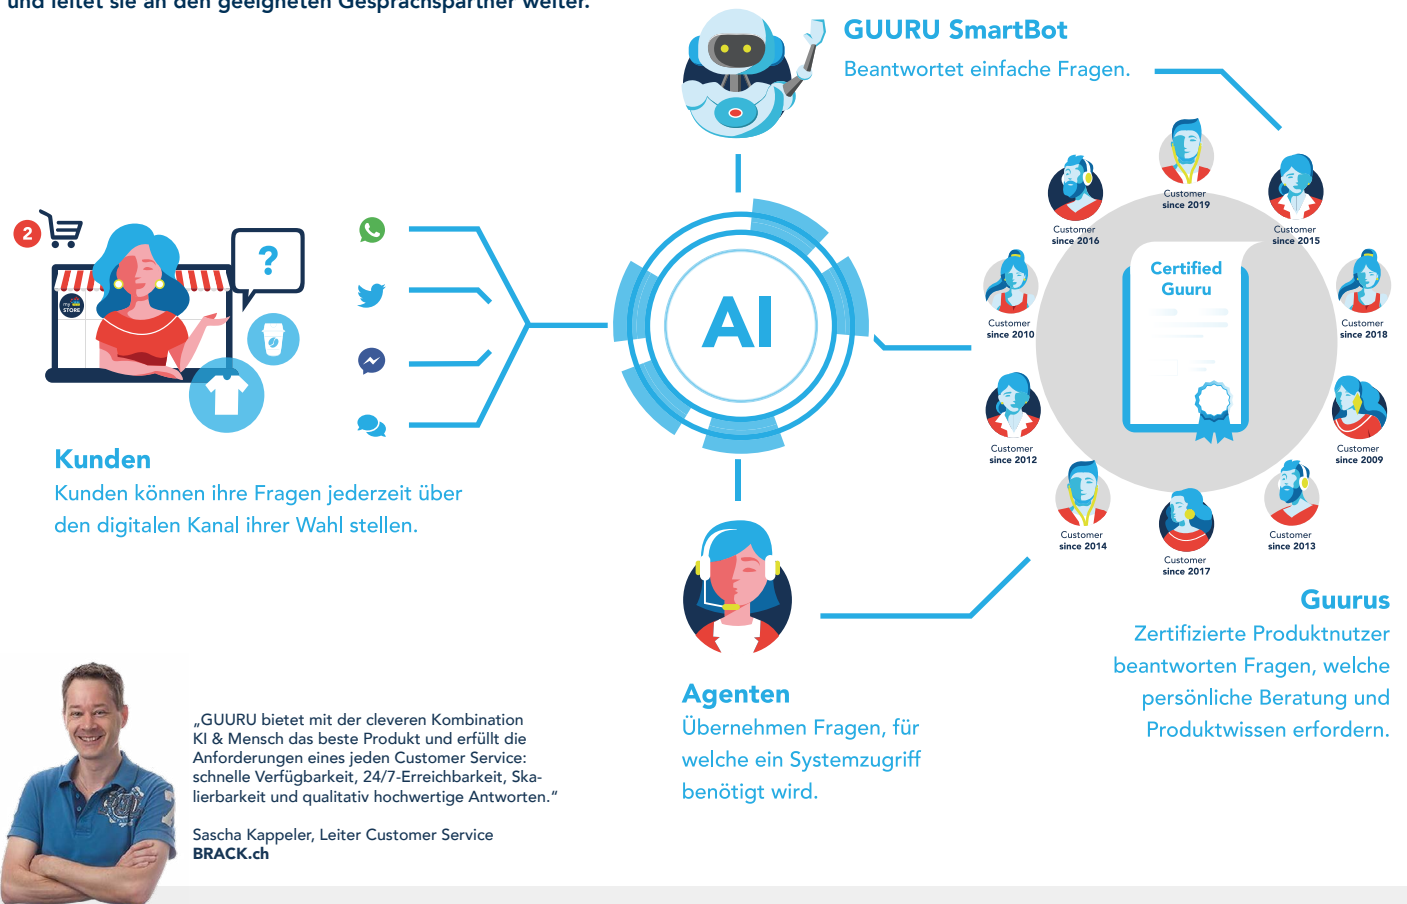 und leitet sie an den geeigneten Gesprächspartner weiter.
GUURU SmartBot
Beantwortet einfache Fragen.
2
?
my
STORE
AI
Customer
since 2019
Customer
since 2016
Customer
since 2015
Certified
Guuru
Customer
since 2010
Customer
since 2018
Customer
since 2012
Customer
since 2009
Customer
since 2014
Customer
since 2013
Customer
since 2017
Kunden
Kunden können ihre Fragen jederzeit über
den digitalen Kanal ihrer Wahl stellen.
Guurus
Zertifizierte Produktnutzer
beantworten Fragen, welche
persönliche Beratung und
Produktwissen erfordern.
Agenten
Übernehmen Fragen, für
welche ein Systemzugriff
benötigt wird.
„GUURU bietet mit der cleveren Kombination
KI & Mensch das beste Produkt und erfüllt die
Anforderungen eines jeden Customer Service:
schnelle Verfügbarkeit, 24/7-Erreichbarkeit, Ska-
lierbarkeit und qualitativ hochwertige Antworten.“
Sascha Kappeler, Leiter Customer Service
BRACK.ch